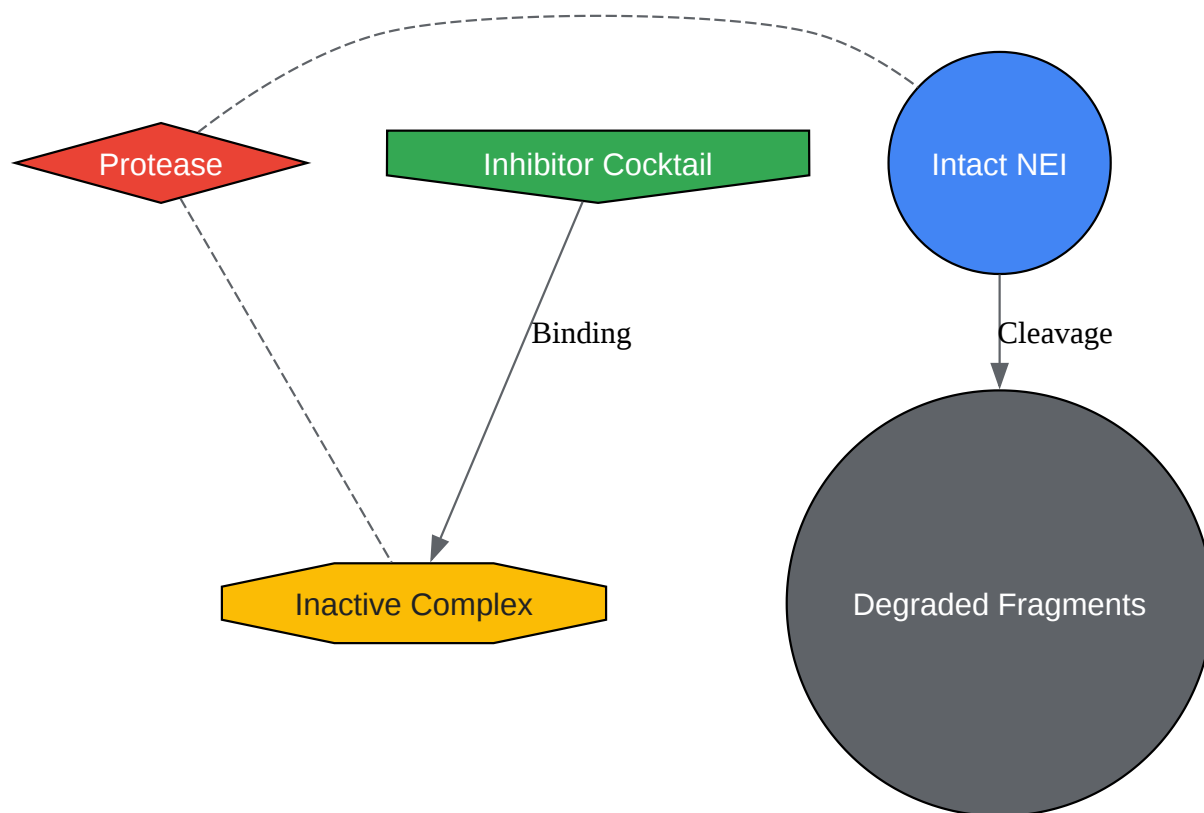 Protease
Inhibitor Cocktail
Intact NEI
Binding
Cleavage
Inactive Complex
Degraded Fragments